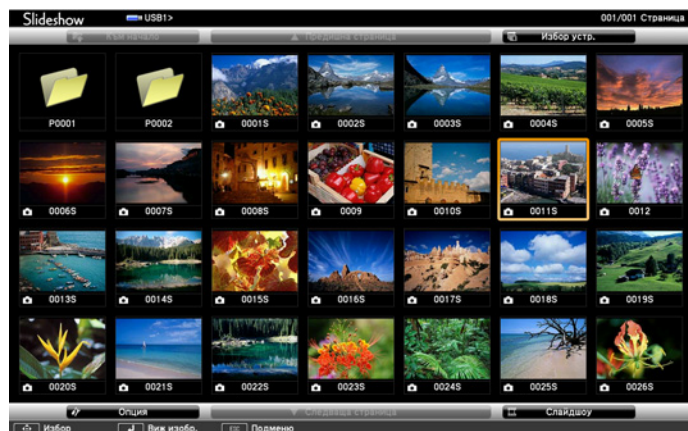 Slideshow USB1> 001/001 Страница
Към начало Предишна страница Избор устр.
P0001 P0002 0001S 0002S 0003S 0004S 0005S
0006S 0007S 0008S 0009 0010S 0011S 0012
0013S 0014S 0015S 0016S 0017S 0018S 0019S
0020S 0021S 0022S 0023S 0024S 0025S 0026S
Опция Следваща страница Слайдшоу
Избор Виж изобр. Esc Подменю